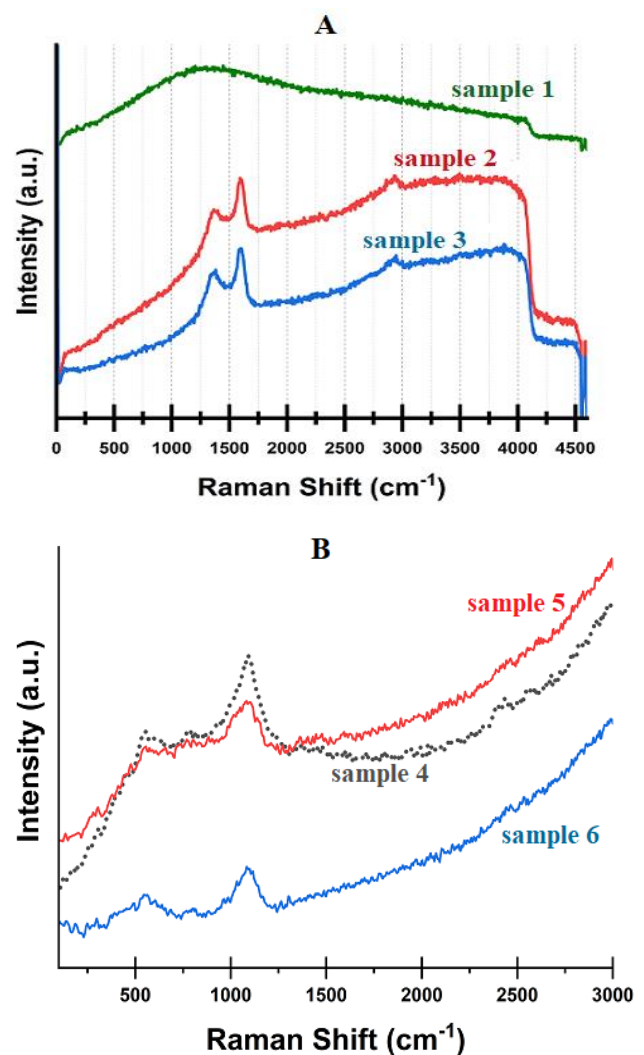 A
sample 1
sample 2
sample 3
Intensity (a.u.)
0 500 1000 1500 2000 2500 3000 3500 4000 4500
Raman Shift (cm⁻¹)
B
sample 5
sample 4
sample 6
Intensity (a.u.)
500 1000 1500 2000 2500 3000
Raman Shift (cm⁻¹)